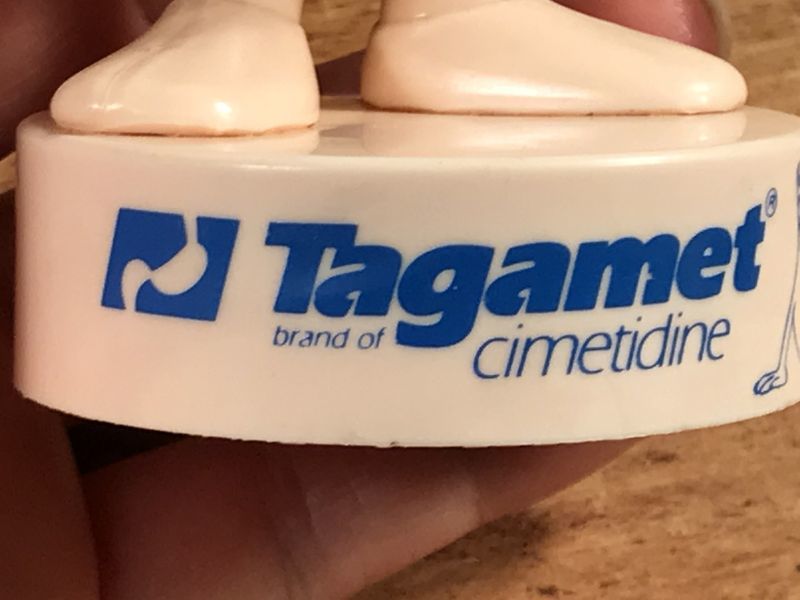 Tagamet®
brand of cimetidine